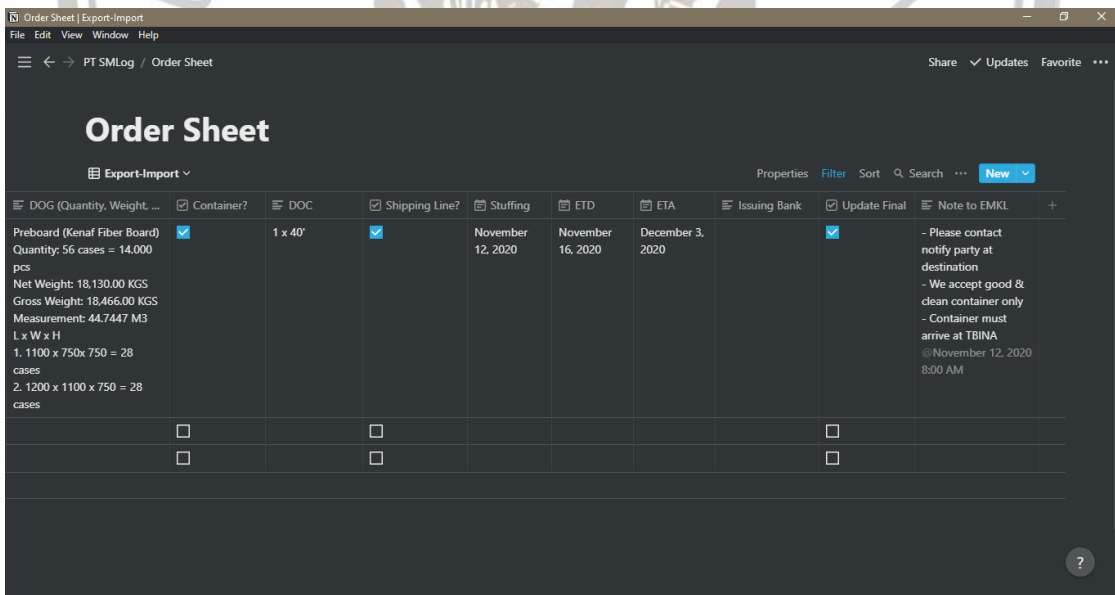 Order Sheet | Export-Import
File Edit View Window Help
PT SMLog / Order Sheet
Share Updates Favorite
Order Sheet
Export-Import
Properties Filter Sort Search New
DOG (Quantity, Weight, ... Container? DOC Shipping Line? Stuffing ETD ETA Issuing Bank Update Final Note to EMKL
Preboard (Kenaf Fiber Board)
Quantity: 56 cases = 14.000
pcs
Net Weight: 18,130.00 KGS
Gross Weight: 18,466.00 KGS
Measurement: 44.7447 M3
L x W x H
1. 1100 x 750x 750 = 28
cases
2. 1200 x 1100 x 750 = 28
cases
1 x 40'
November
12, 2020
November
16, 2020
December 3,
2020
- Please contact
notify party at
destination
- We accept good &
clean container only
- Container must
arrive at TBINA
@November 12, 2020
8:00 AM
?